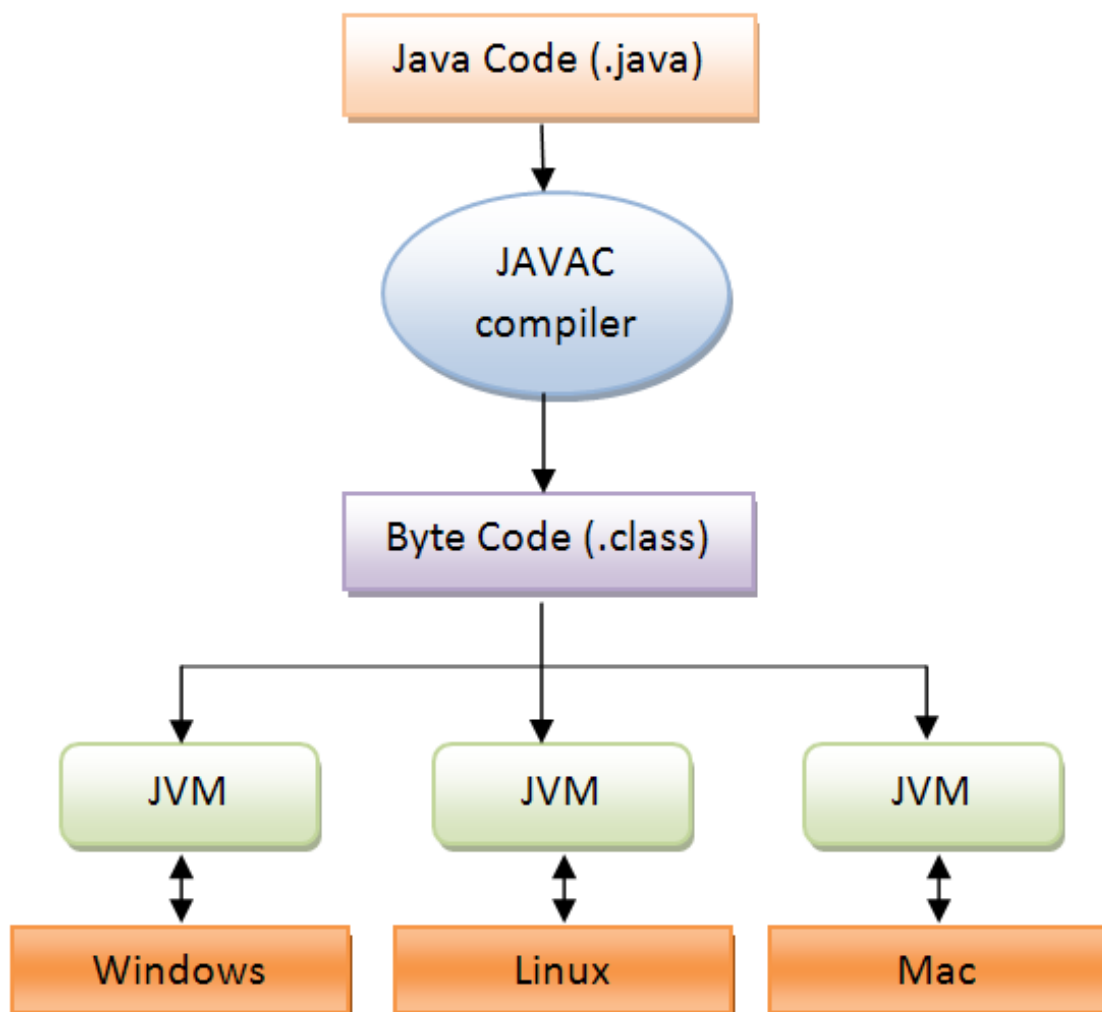 Java Code (.java)
JAVAC
compiler
Byte Code (.class)
JVM
JVM
JVM
Windows
Linux
Mac